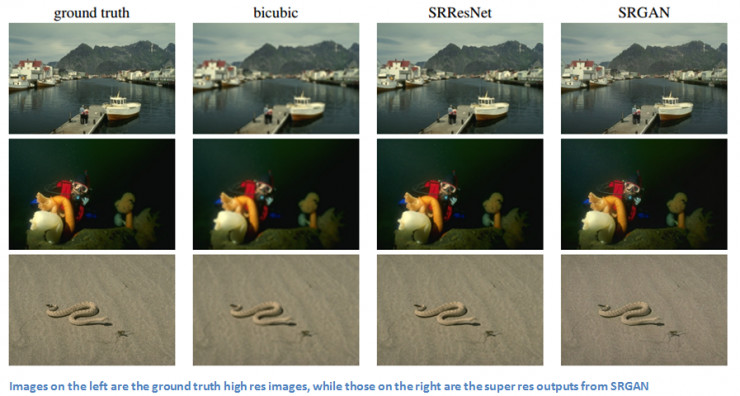 ground truth bicubic SRResNet SRGAN
Images on the left are the ground truth high res images, while those on the right are the super res outputs from SRGAN